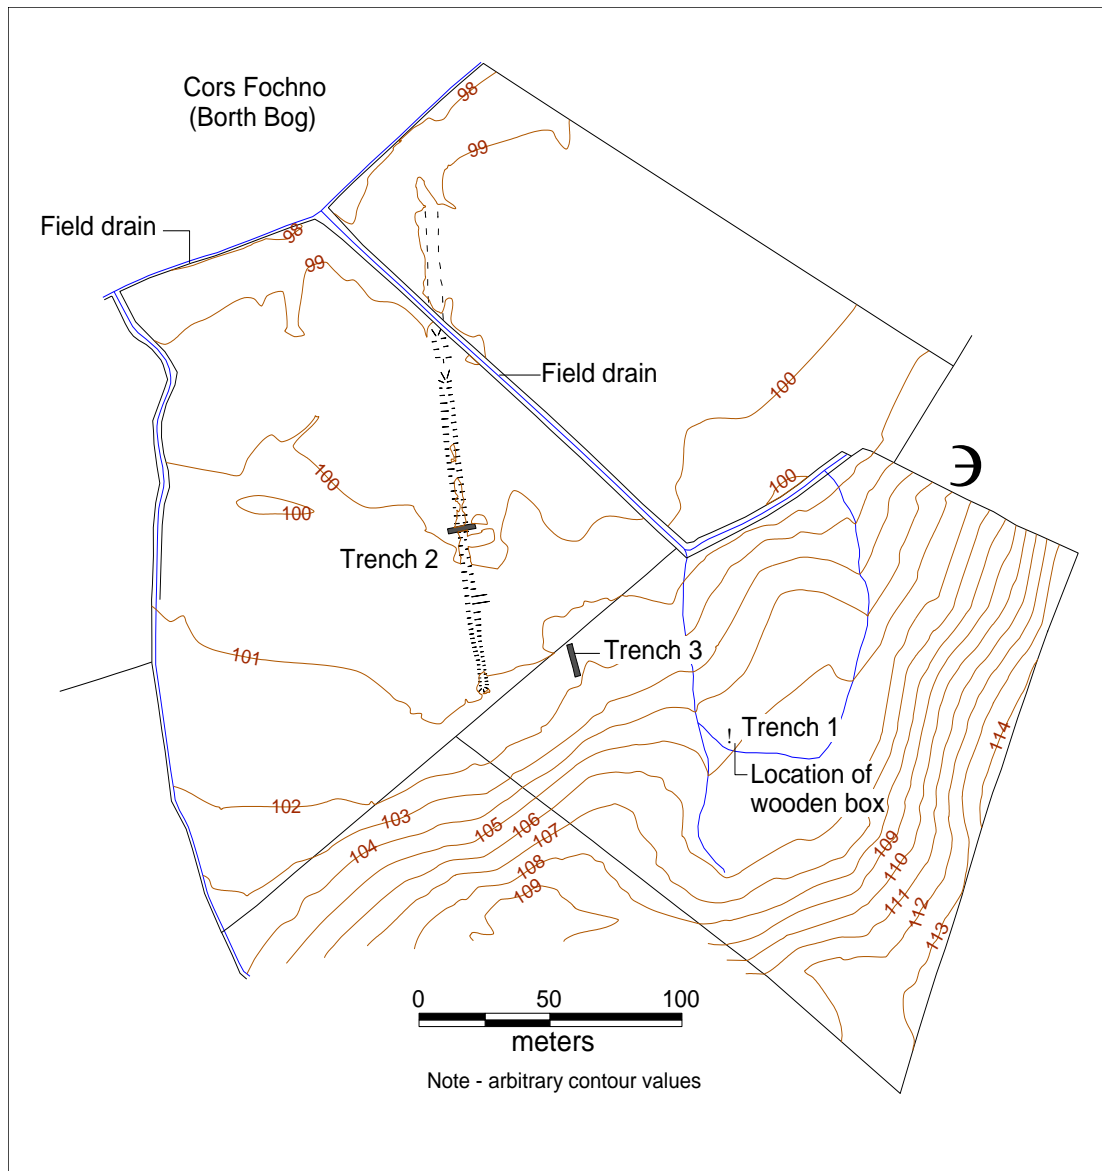 Cors Fochno
(Borth Bog)
98
99
Field drain
98
99
Field drain
100
100
100
100
Trench 2
101
Trench 3
Trench 1
!
Location of
wooden box
114
102
103
104
105
106
107
108
109
109
110
111
112
113
0 50 100
meters
Note - arbitrary contour values